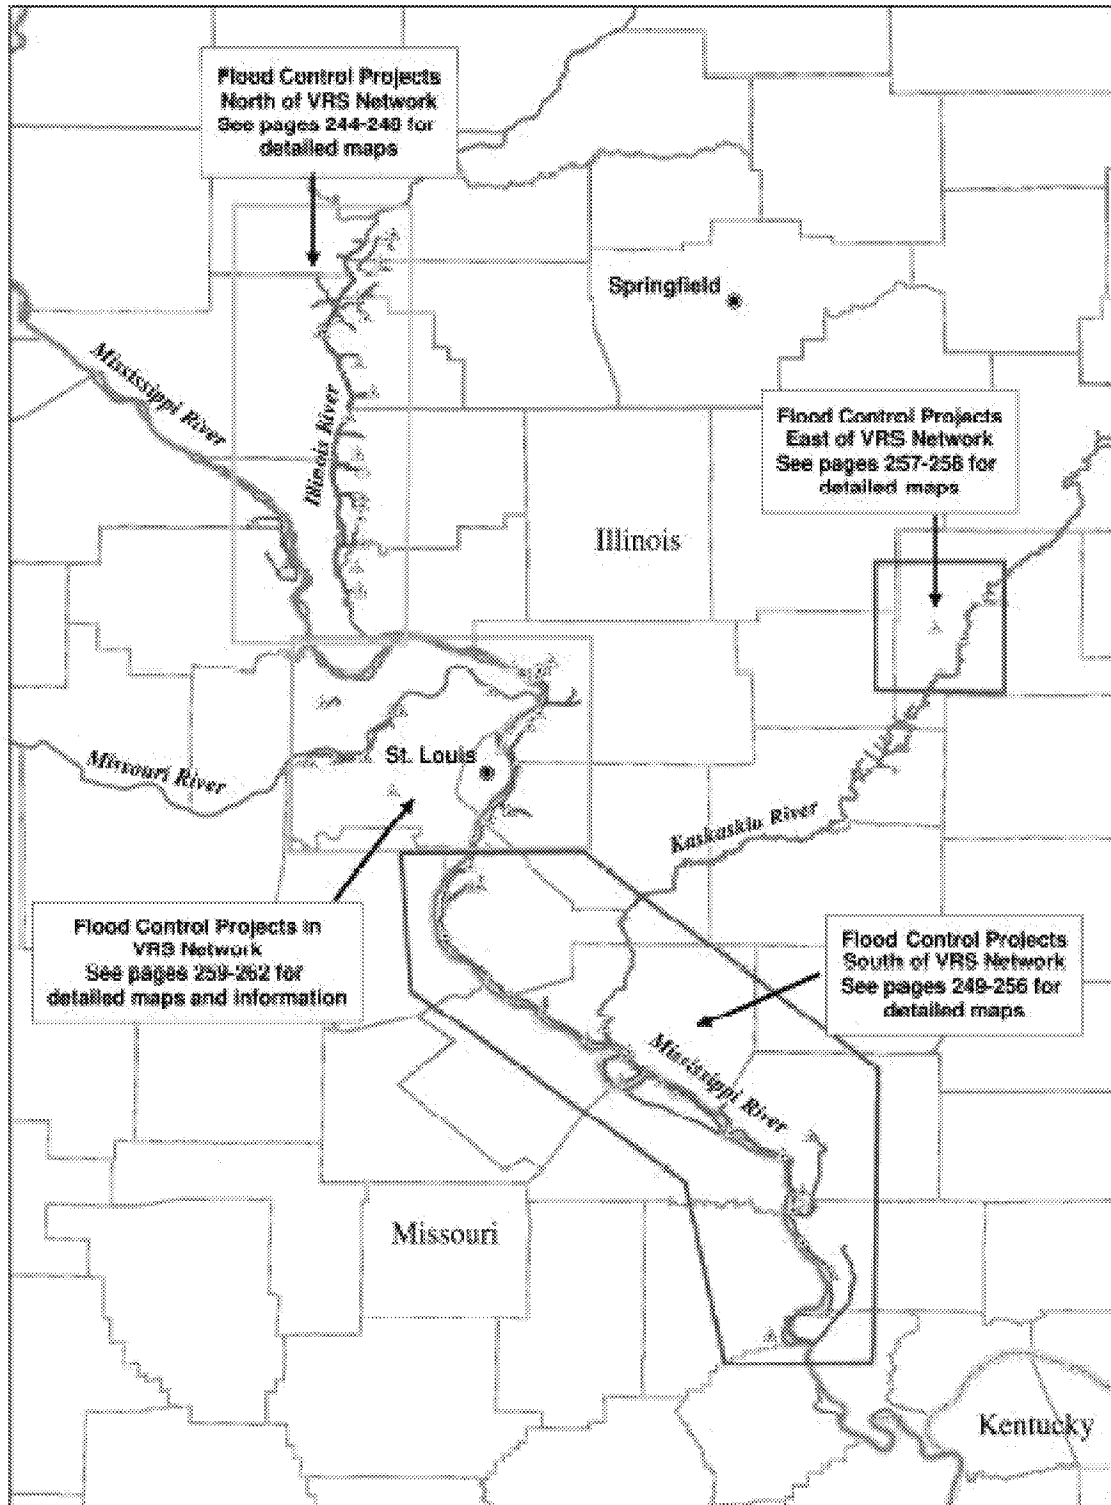 Flood Control Projects
North of VRS Network
See pages 244-248 for
detailed maps
Springfield
Mississippi River
Illinois River
Flood Control Projects
East of VRS Network
See pages 257-258 for
detailed maps
Illinois
Missouri River
St. Louis
Kaskaskia River
Flood Control Projects in
VRS Network
See pages 259-262 for
detailed maps and information
Flood Control Projects
South of VRS Network
See pages 249-256 for
detailed maps
Mississippi River
Missouri
Kentucky